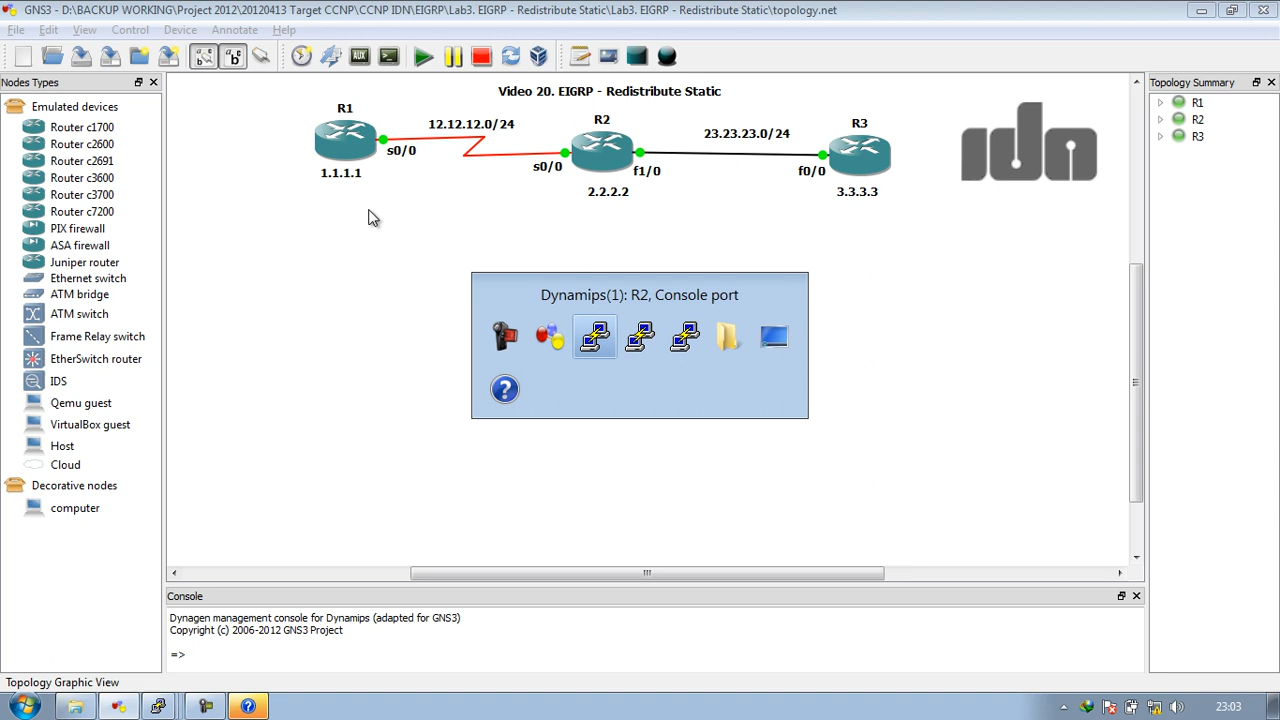 GNS3 - D:\BACKUP WORKING\Project 2012\20120413 Target CCNP\CCNP IDN\EIGRP\Lab3. EIGRP - Redistribute Static\Lab3. EIGRP - Redistribute Static\topology.net
File Edit View Control Device Annotate Help
Nodes Types
Emulated devices
Router c1700
Router c2600
Router c2691
Router c3600
Router c3700
Router c7200
PIX firewall
ASA firewall
Juniper router
Ethernet switch
ATM bridge
ATM switch
Frame Relay switch
EtherSwitch router
IDS
Qemu guest
VirtualBox guest
Host
Cloud
Decorative nodes
computer
Video 20. EIGRP - Redistribute Static
R1
12.12.12.0/24
R2
23.23.23.0/24
R3
s0/0
s0/0
f1/0
f0/0
1.1.1.1
2.2.2.2
3.3.3.3
idn
Dynamips(1): R2, Console port
Topology Summary
R1
R2
R3
Console
Dynagen management console for Dynamips (adapted for GNS3)
Copyright (c) 2006-2012 GNS3 Project
=>
Topology Graphic View
23:03